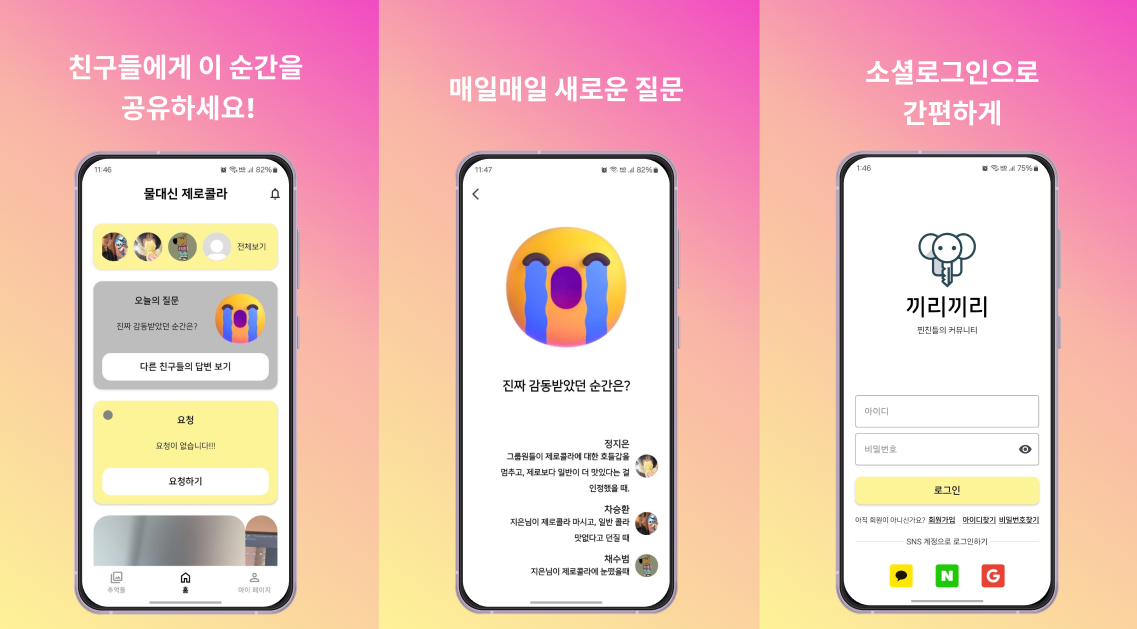 친구들에게 이 순간을
공유하세요!
11:46
82%
물대신 제로콜라
전체보기
오늘의 질문
진짜 감동받았던 순간은?
다른 친구들의 답변 보기
요청
요청이 없습니다!!!
요청하기
추억들
홈
마이 페이지
매일매일 새로운 질문
11:47
82%
진짜 감동받았던 순간은?
정지은
그룹원들이 제로콜라에 대한 호들갑을
멈추고, 제로보다 일반이 더 맛있다는 걸
인정했을 때.
차승환
지은님이 제로콜라 마시고, 일반 콜라
맛없다고 던질 때
채수범
지은님이 제로콜라에 눈떴을때
소셜로그인으로
간편하게
1:46
75%
끼리끼리
찐친들의 커뮤니티
아이디
비밀번호
로그인
아직 회원이 아니신가요? 회원가입 아이디찾기 비밀번호찾기
SNS 계정으로 로그인하기
N G